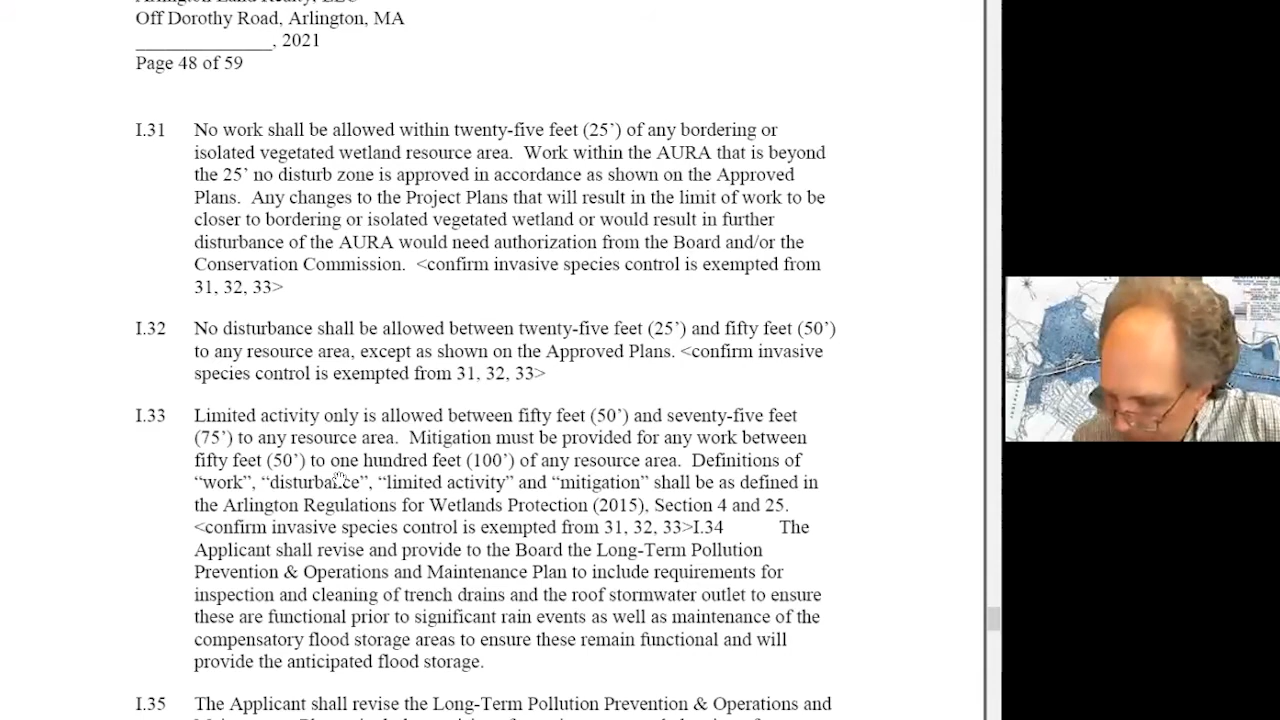 Arlington Land Realty, LLC
Off Dorothy Road, Arlington, MA
______________, 2021
Page 48 of 59
I.31 No work shall be allowed within twenty-five feet (25’) of any bordering or
isolated vegetated wetland resource area. Work within the AURA that is beyond
the 25’ no disturb zone is approved in accordance as shown on the Approved
Plans. Any changes to the Project Plans that will result in the limit of work to be
closer to bordering or isolated vegetated wetland or would result in further
disturbance of the AURA would need authorization from the Board and/or the
Conservation Commission. <confirm invasive species control is exempted from
31, 32, 33>
I.32 No disturbance shall be allowed between twenty-five feet (25’) and fifty feet (50’)
to any resource area, except as shown on the Approved Plans. <confirm invasive
species control is exempted from 31, 32, 33>
I.33 Limited activity only is allowed between fifty feet (50’) and seventy-five feet
(75’) to any resource area. Mitigation must be provided for any work between
fifty feet (50’) to one hundred feet (100’) of any resource area. Definitions of
“work”, “disturbance”, “limited activity” and “mitigation” shall be as defined in
the Arlington Regulations for Wetlands Protection (2015), Section 4 and 25.
<confirm invasive species control is exempted from 31, 32, 33>I.34 The
Applicant shall revise and provide to the Board the Long-Term Pollution
Prevention & Operations and Maintenance Plan to include requirements for
inspection and cleaning of trench drains and the roof stormwater outlet to ensure
these are functional prior to significant rain events as well as maintenance of the
compensatory flood storage areas to ensure these remain functional and will
provide the anticipated flood storage.
I.35 The Applicant shall revise the Long-Term Pollution Prevention & Operations and